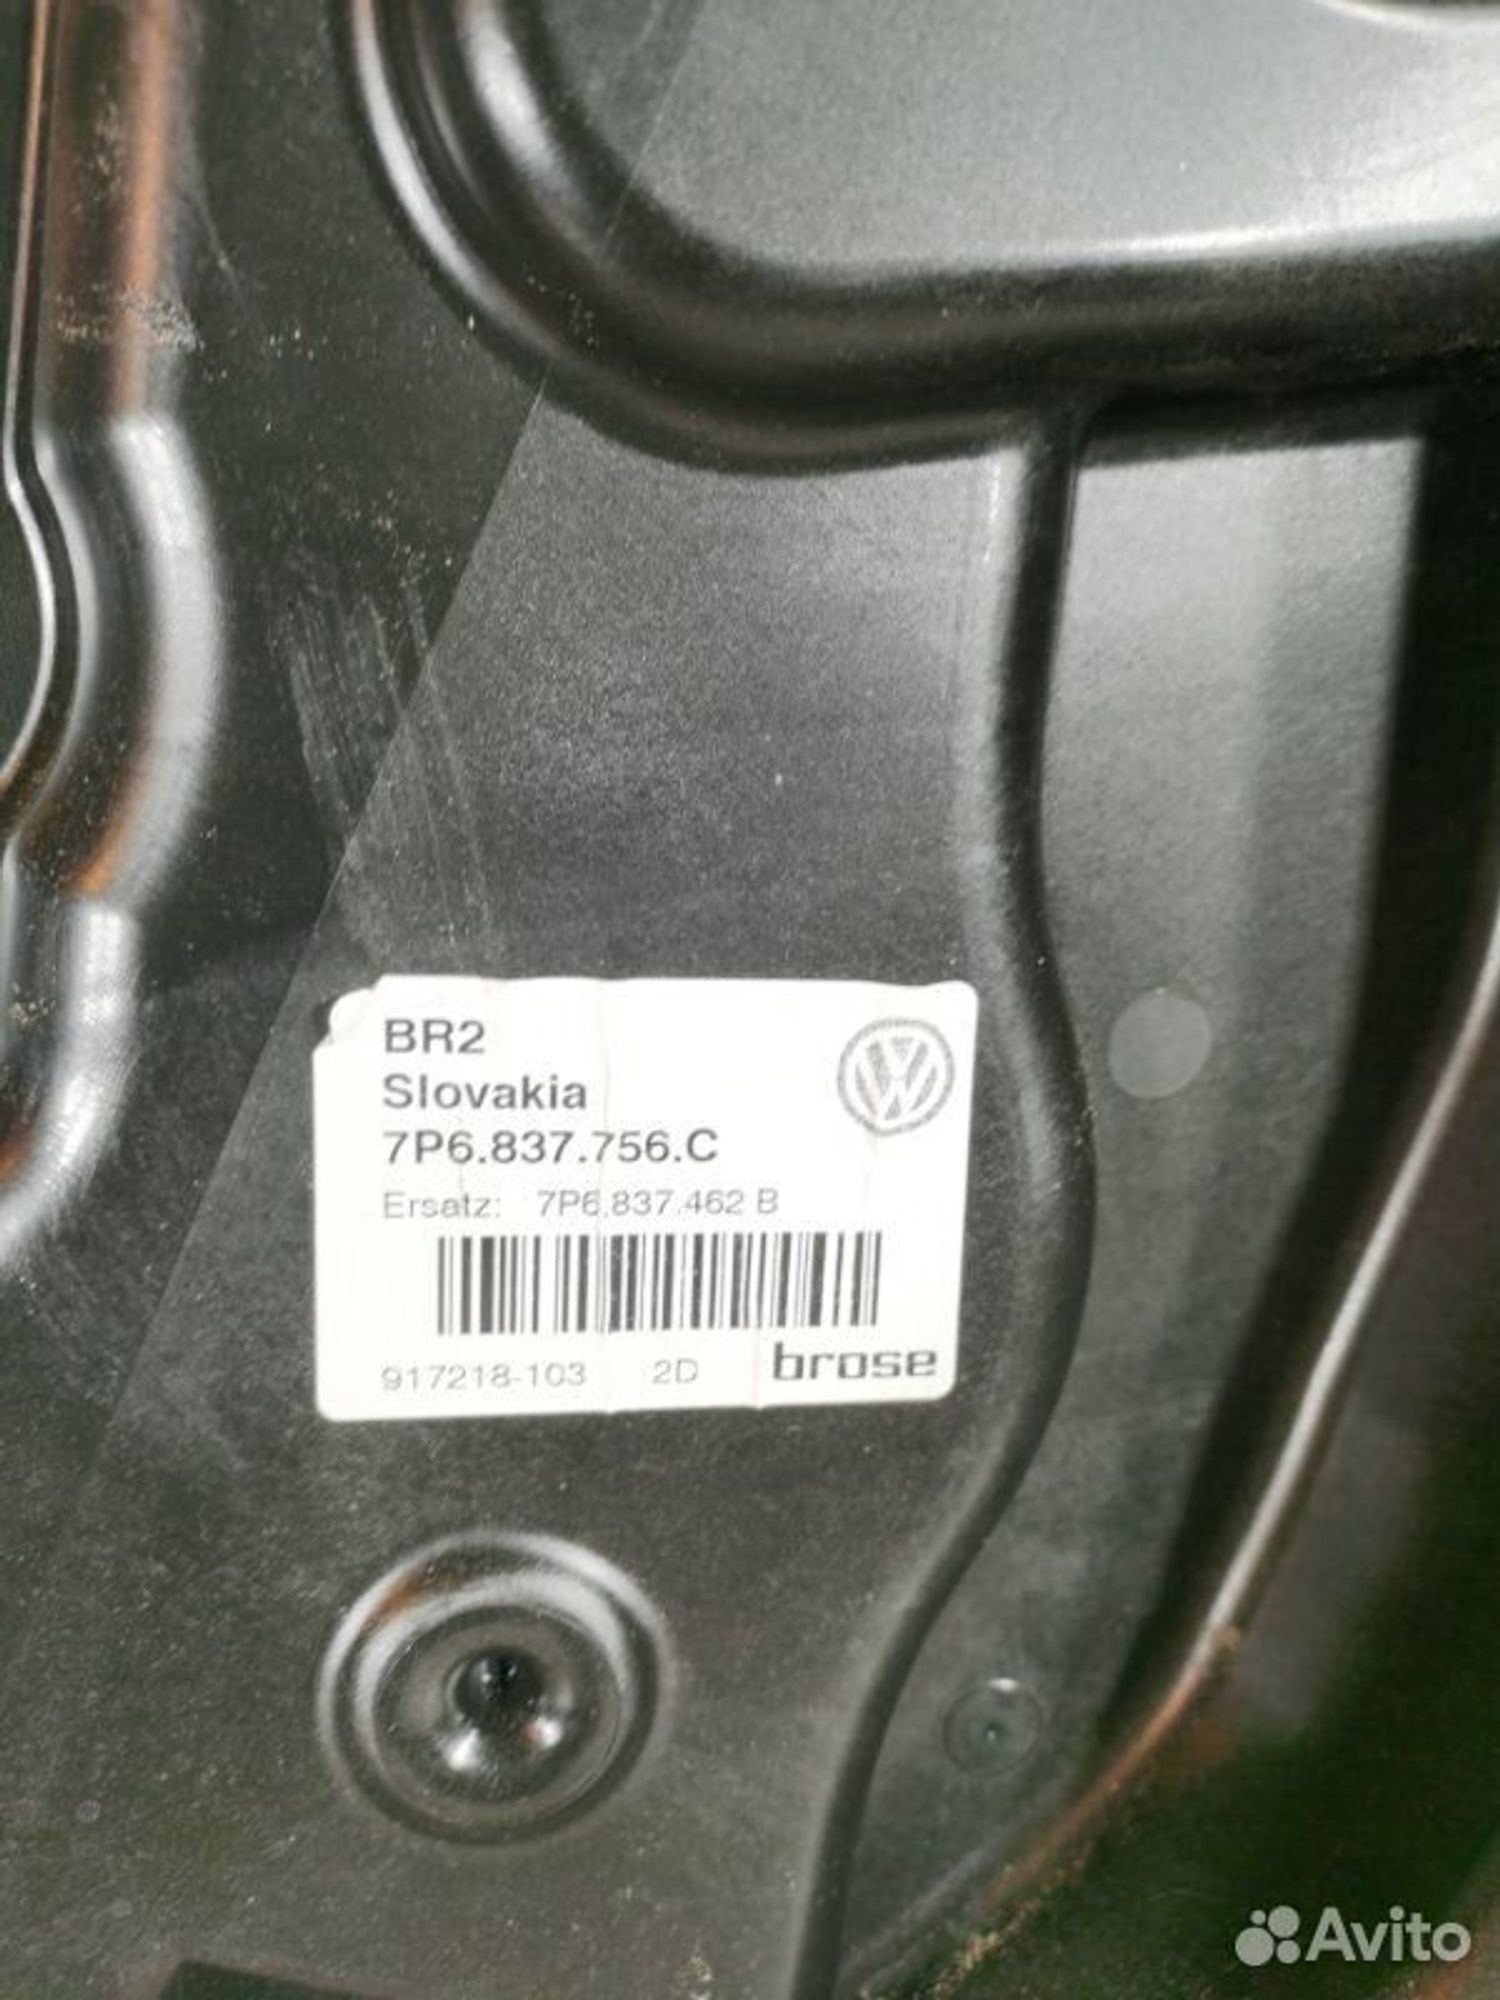 BR2
Slovakia
7P6.837.756.C
Ersatz: 7P6.837.462 B
917218-103 2D brose
Avito